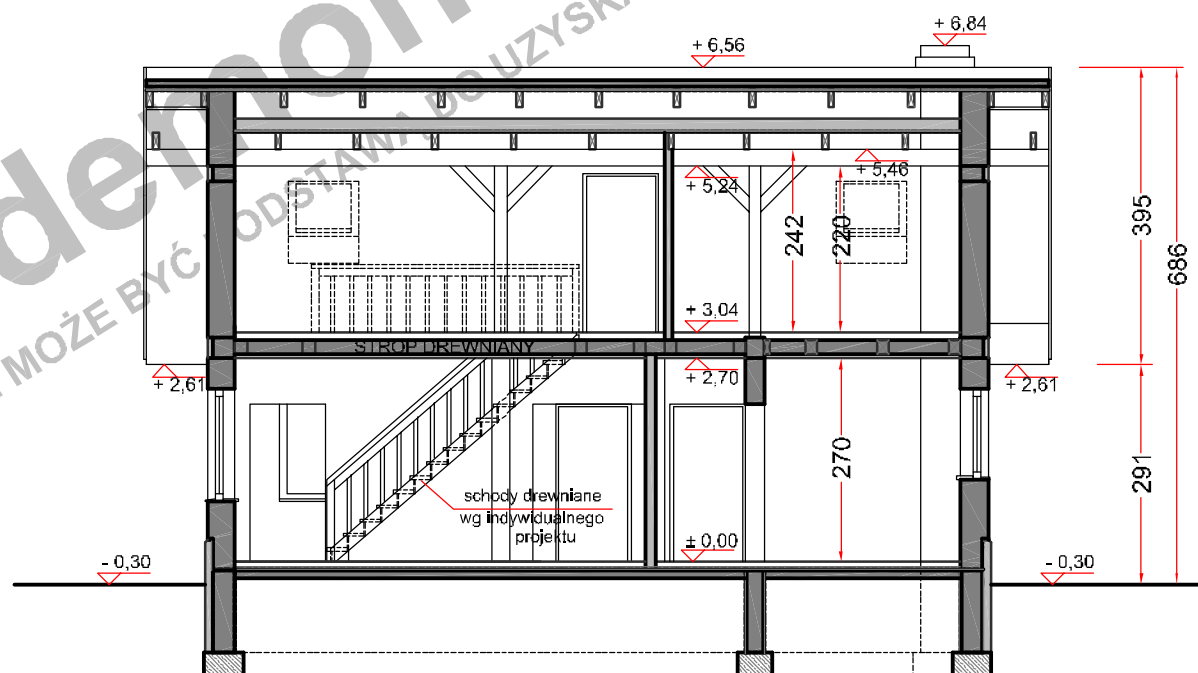 demon
MOŻE BYĆ PODSTAWĄ DO UZYSKA
+ 6,84
+ 6,56
+ 5,46
+ 5,24
242
220
395
686
+ 3,04
STROP DREWNIANY
+ 2,70
+ 2,61
+ 2,61
270
291
schody drewniane
wg indywidualnego
projektu
± 0,00
- 0,30
- 0,30